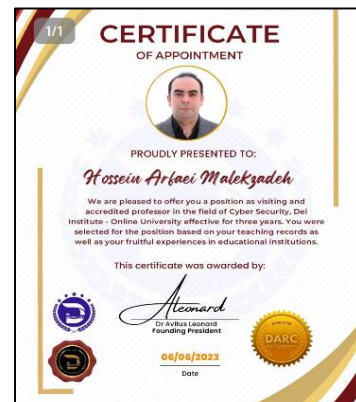 1/1
CERTIFICATE
OF APPOINTMENT
PROUDLY PRESENTED TO:
Hossein Arfaei Malekzadeh
We are pleased to offer you a position as visiting and
accredited professor in the field of Cyber Security, Dei
Institute - Online University effective for three years. You were
selected for the position based on your teaching records as
well as your fruitful experiences in educational institutions.
This certificate was awarded by:
Aleonard
Dr Avitus Leonard
Founding President
06/06/2023
Date
DARC